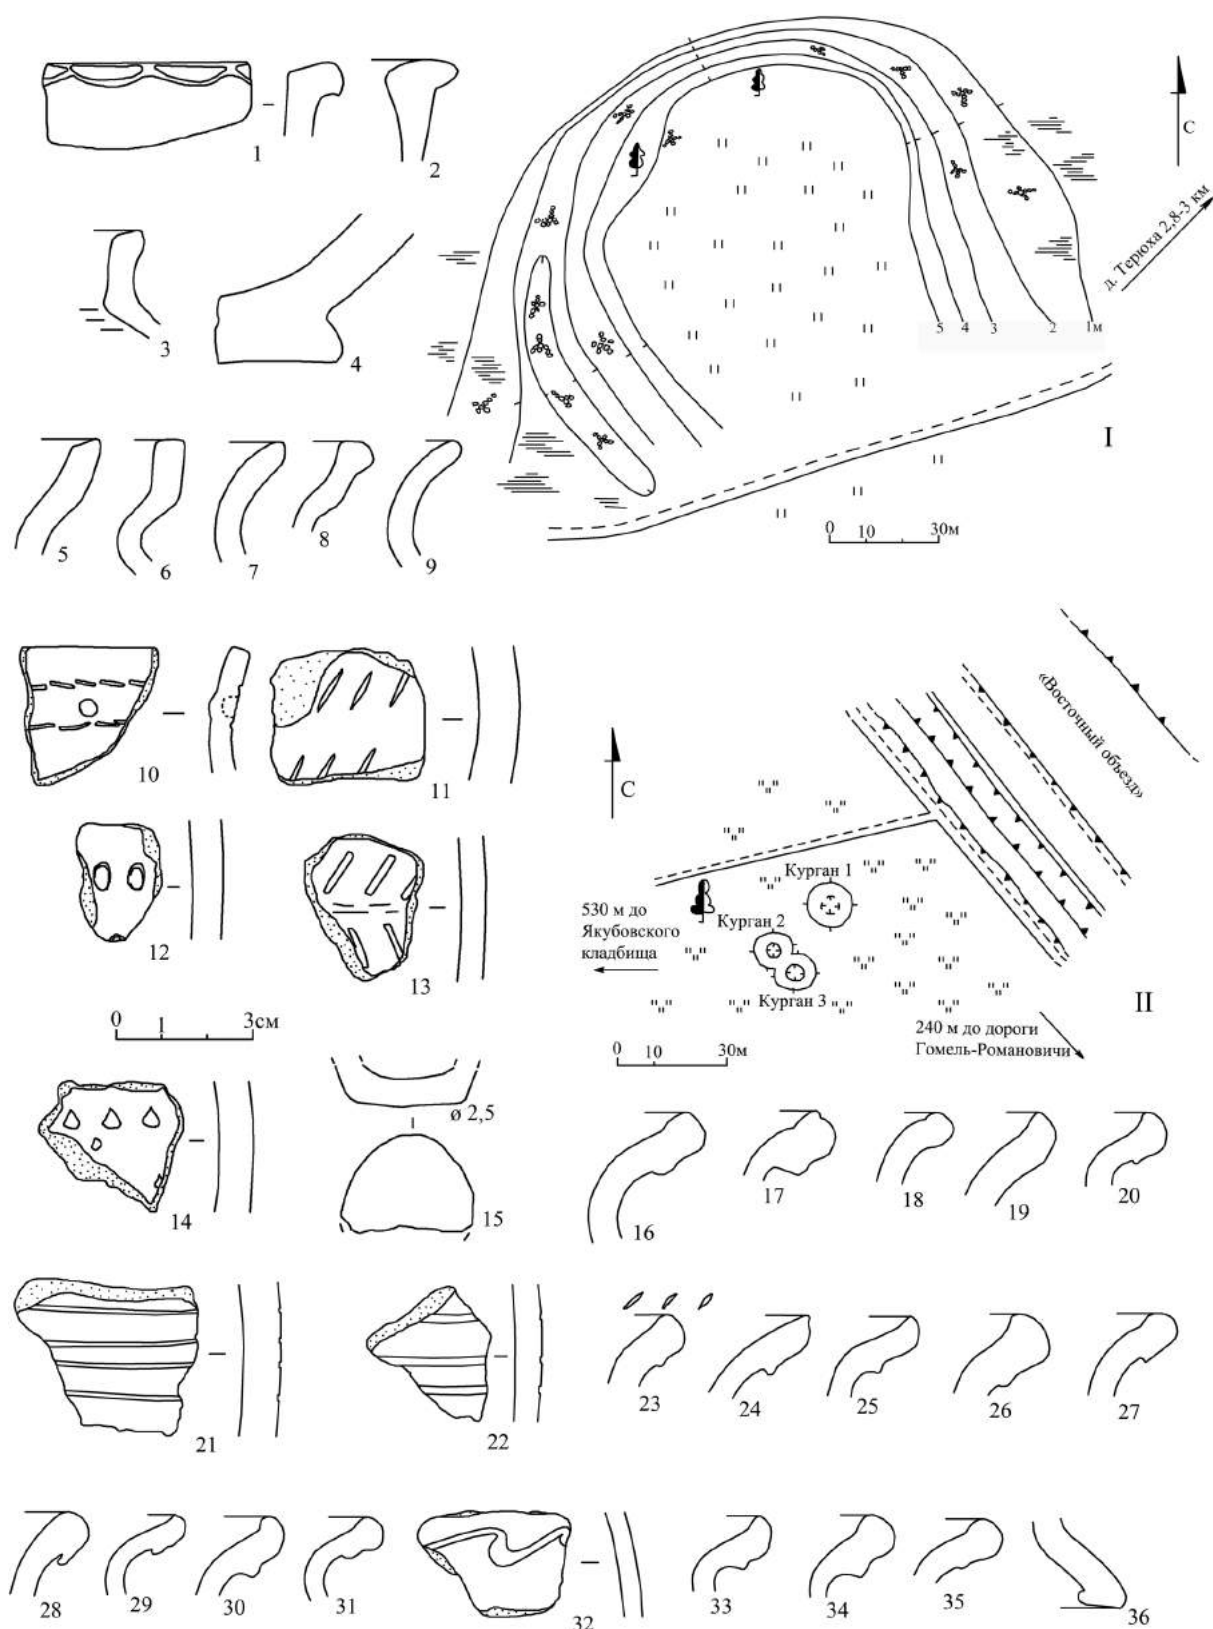 1
2
С
3
4
д. Терюха 2,8-3 км
5 4 3 2 1м
I
5
6
7
8
9
0 10 30м
10
11
12
13
0 1 3см
С
«Восточный объезд»
Курган 1
530 м до
Якубовского
кладбища
Курган 2
Курган 3
II
240 м до дороги
Гомель-Романовичи
0 10 30м
14
ø 2,5
15
16
17
18
19
20
21
22
23
24
25
26
27
28
29
30
31
32
33
34
35
36